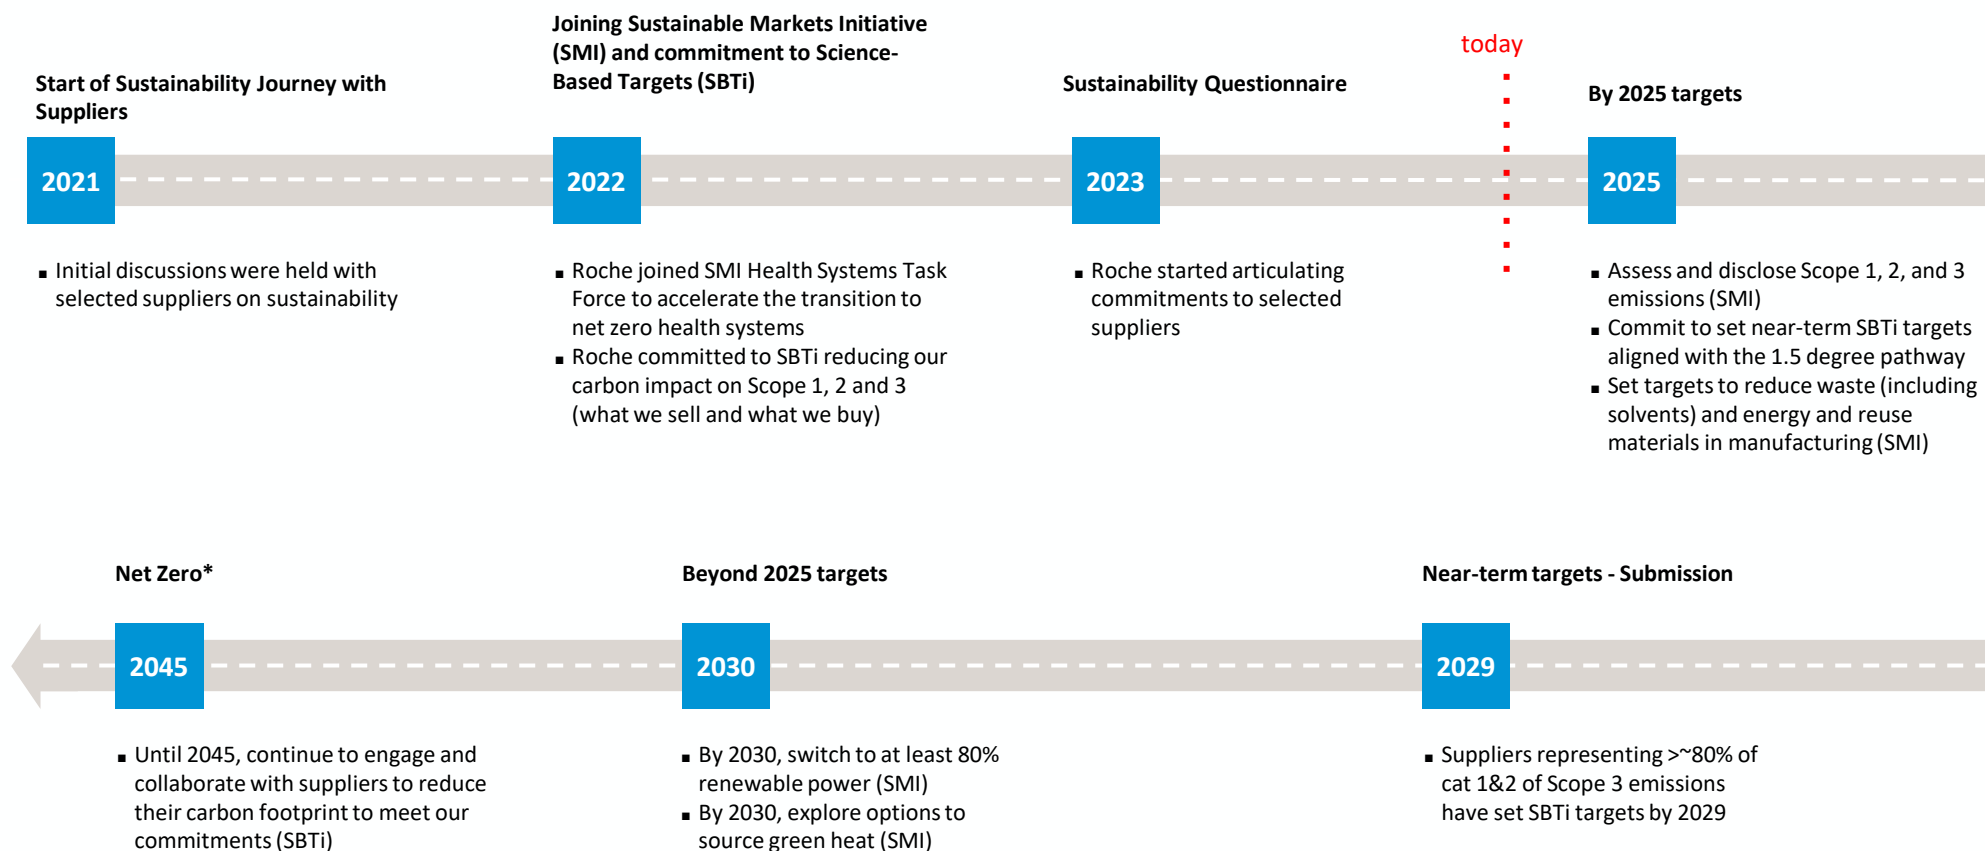 Start of Sustainability Journey with
Suppliers
2021
▪ Initial discussions were held with
selected suppliers on sustainability
Joining Sustainable Markets Initiative
(SMI) and commitment to Science-
Based Targets (SBTi)
2022
▪ Roche joined SMI Health Systems Task
Force to accelerate the transition to
net zero health systems
▪ Roche committed to SBTi reducing our
carbon impact on Scope 1, 2 and 3
(what we sell and what we buy)
Sustainability Questionnaire
2023
▪ Roche started articulating
commitments to selected
suppliers
today
By 2025 targets
2025
▪ Assess and disclose Scope 1, 2, and 3
emissions (SMI)
▪ Commit to set near-term SBTi targets
aligned with the 1.5 degree pathway
▪ Set targets to reduce waste (including
solvents) and energy and reuse
materials in manufacturing (SMI)
Near-term targets - Submission
2029
▪ Suppliers representing >~80% of
cat 1&2 of Scope 3 emissions
have set SBTi targets by 2029
Beyond 2025 targets
2030
▪ By 2030, switch to at least 80%
renewable power (SMI)
▪ By 2030, explore options to
source green heat (SMI)
Net Zero*
2045
▪ Until 2045, continue to engage and
collaborate with suppliers to reduce
their carbon footprint to meet our
commitments (SBTi)